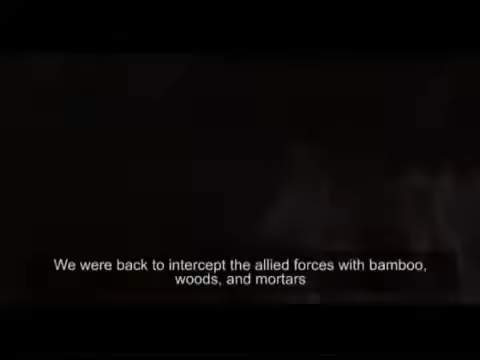 We were back to intercept the allied forces with bamboo,
woods, and mortars